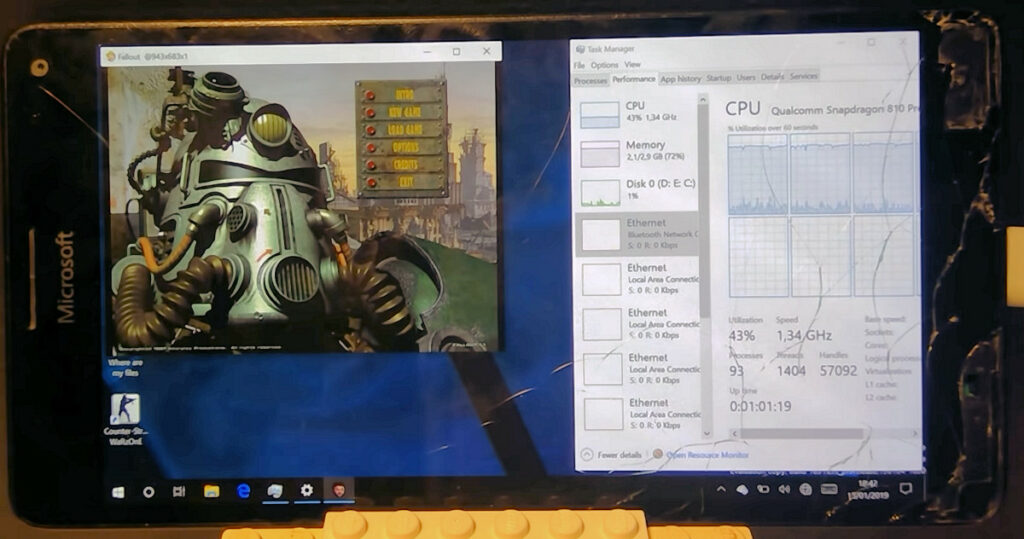 Microsoft
Fallout @943x683x1
INTRO
NEW GAME
LOAD GAME
OPTIONS
CREDITS
EXIT
Where are
my files
Counter-Str...
WaRzOnE
Task Manager
File Options View
Processes Performance App history Startup Users Details Services
CPU
43% 1,34 GHz
Memory
2,1/2,9 GB (72%)
Disk 0 (D: E: C:)
1%
Ethernet
Bluetooth Network C
S: 0 R: 0 Kbps
Ethernet
Local Area Connectic
S: 0 R: 0 Kbps
Ethernet
Local Area Connectic
S: 0 R: 0 Kbps
Ethernet
Local Area Connectic
S: 0 R: 0 Kbps
Ethernet
Local Area Connectic
S: 0 R: 0 Kbps
CPU Qualcomm Snapdragon 810 Pr
% Utilization over 60 seconds
Utilization Speed
43% 1,34 GHz
Processes Threads Handles
93 1404 57092
Up time
0:01:01:19
Base speed:
Sockets:
Cores:
Logical proces
Virtualization:
L1 cache:
L2 cache:
Fewer details Open Resource Monitor
18:42
13/01/2019